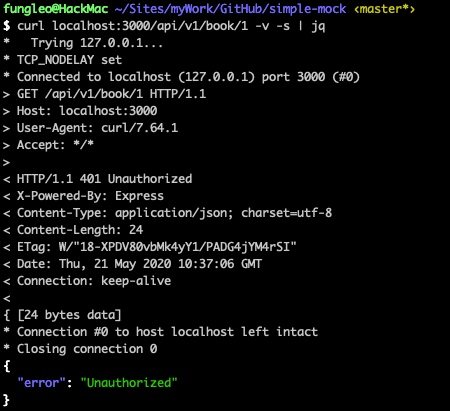 fungleo@HackMac ~/Sites/myWork/GitHub/simple-mock ‹master*›
$ curl localhost:3000/api/v1/book/1 -v -s | jq
*   Trying 127.0.0.1...
* TCP_NODELAY set
* Connected to localhost (127.0.0.1) port 3000 (#0)
> GET /api/v1/book/1 HTTP/1.1
> Host: localhost:3000
> User-Agent: curl/7.64.1
> Accept: */*
>
< HTTP/1.1 401 Unauthorized
< X-Powered-By: Express
< Content-Type: application/json; charset=utf-8
< Content-Length: 24
< ETag: W/"18-XPDV80vbMk4yY1/PADG4jYM4rSI"
< Date: Thu, 21 May 2020 10:37:06 GMT
< Connection: keep-alive
<
{ [24 bytes data]
* Connection #0 to host localhost left intact
* Closing connection 0
{
  "error": "Unauthorized"
}